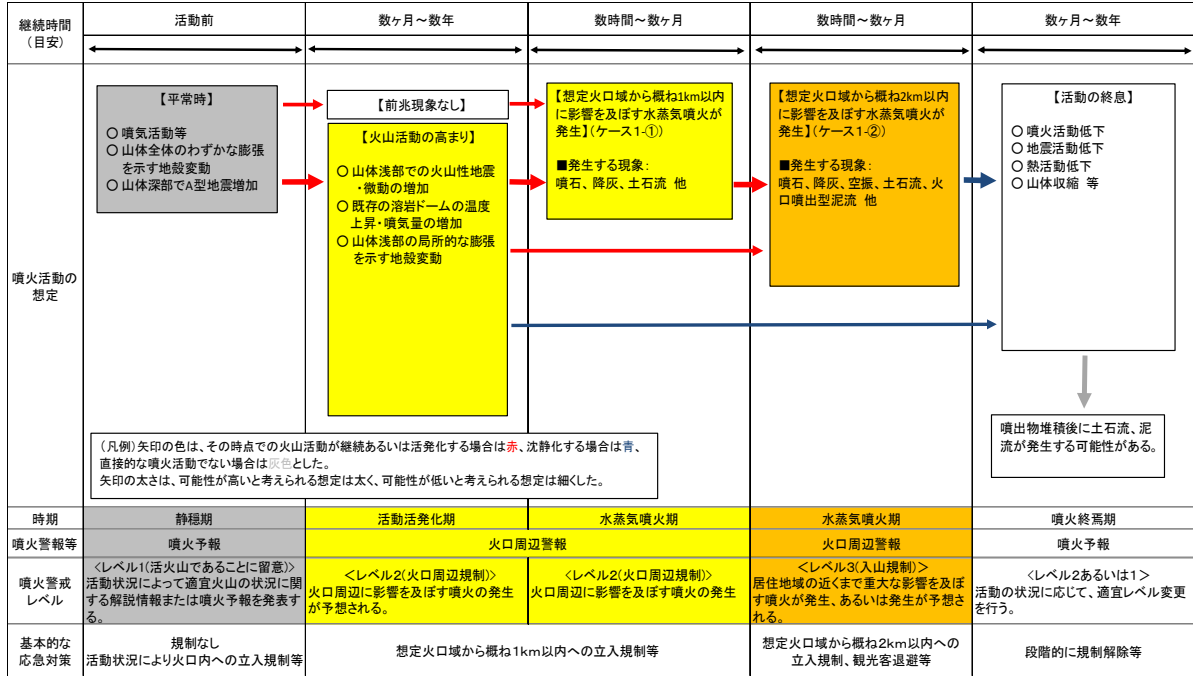 継続時間
（目安）
活動前
数ヶ月～数年
数時間～数ヶ月
数時間～数ヶ月
数ヶ月～数年
噴火活動の
想定
【平常時】
○ 噴気活動等
○ 山体全体のわずかな膨張
を示す地殻変動
○ 山体深部でA型地震増加
【前兆現象なし】
【火山活動の高まり】
○ 山体浅部での火山性地震
・微動の増加
○ 既存の溶岩ドームの温度
上昇・噴気量の増加
○ 山体浅部の局所的な膨張
を示す地殻変動
【想定火口域から概ね1km以内
に影響を及ぼす水蒸気噴火が
発生】（ケース1-①）
■発生する現象：
噴石、降灰、土石流 他
【想定火口域から概ね2km以内
に影響を及ぼす水蒸気噴火が
発生】（ケース1-②）
■発生する現象：
噴石、降灰、空振、土石流、火
口噴出型泥流 他
【活動の終息】
○ 噴火活動低下
○ 地震活動低下
○ 熱活動低下
○ 山体収縮 等
噴出物堆積後に土石流、泥
流が発生する可能性がある。
（凡例）矢印の色は、その時点での火山活動が継続あるいは活発化する場合は赤、沈静化する場合は青、
直接的な噴火活動でない場合は灰色とした。
矢印の太さは、可能性が高いと考えられる想定は太く、可能性が低いと考えられる想定は細くした。
時期
静穏期
活動活発化期
水蒸気噴火期
水蒸気噴火期
噴火終焉期
噴火警報等
噴火予報
火口周辺警報
火口周辺警報
噴火予報
噴火警戒
レベル
＜レベル1（活火山であることに留意）＞
活動状況によって適宜火山の状況に関
する解説情報または噴火予報を発表す
る。
＜レベル2（火口周辺規制）＞
火口周辺に影響を及ぼす噴火の発生
が予想される。
＜レベル2（火口周辺規制）＞
火口周辺に影響を及ぼす噴火の発生
＜レベル3（入山規制）＞
居住地域の近くまで重大な影響を及ぼ
す噴火が発生、あるいは発生が予想さ
れる。
＜レベル2あるいは1＞
活動の状況に応じて、適宜レベル変更
を行う。
基本的な
応急対策
規制なし
活動状況により火口内への立入規制等
想定火口域から概ね1km以内への立入規制等
想定火口域から概ね2km以内への
立入規制、観光客退避等
段階的に規制解除等